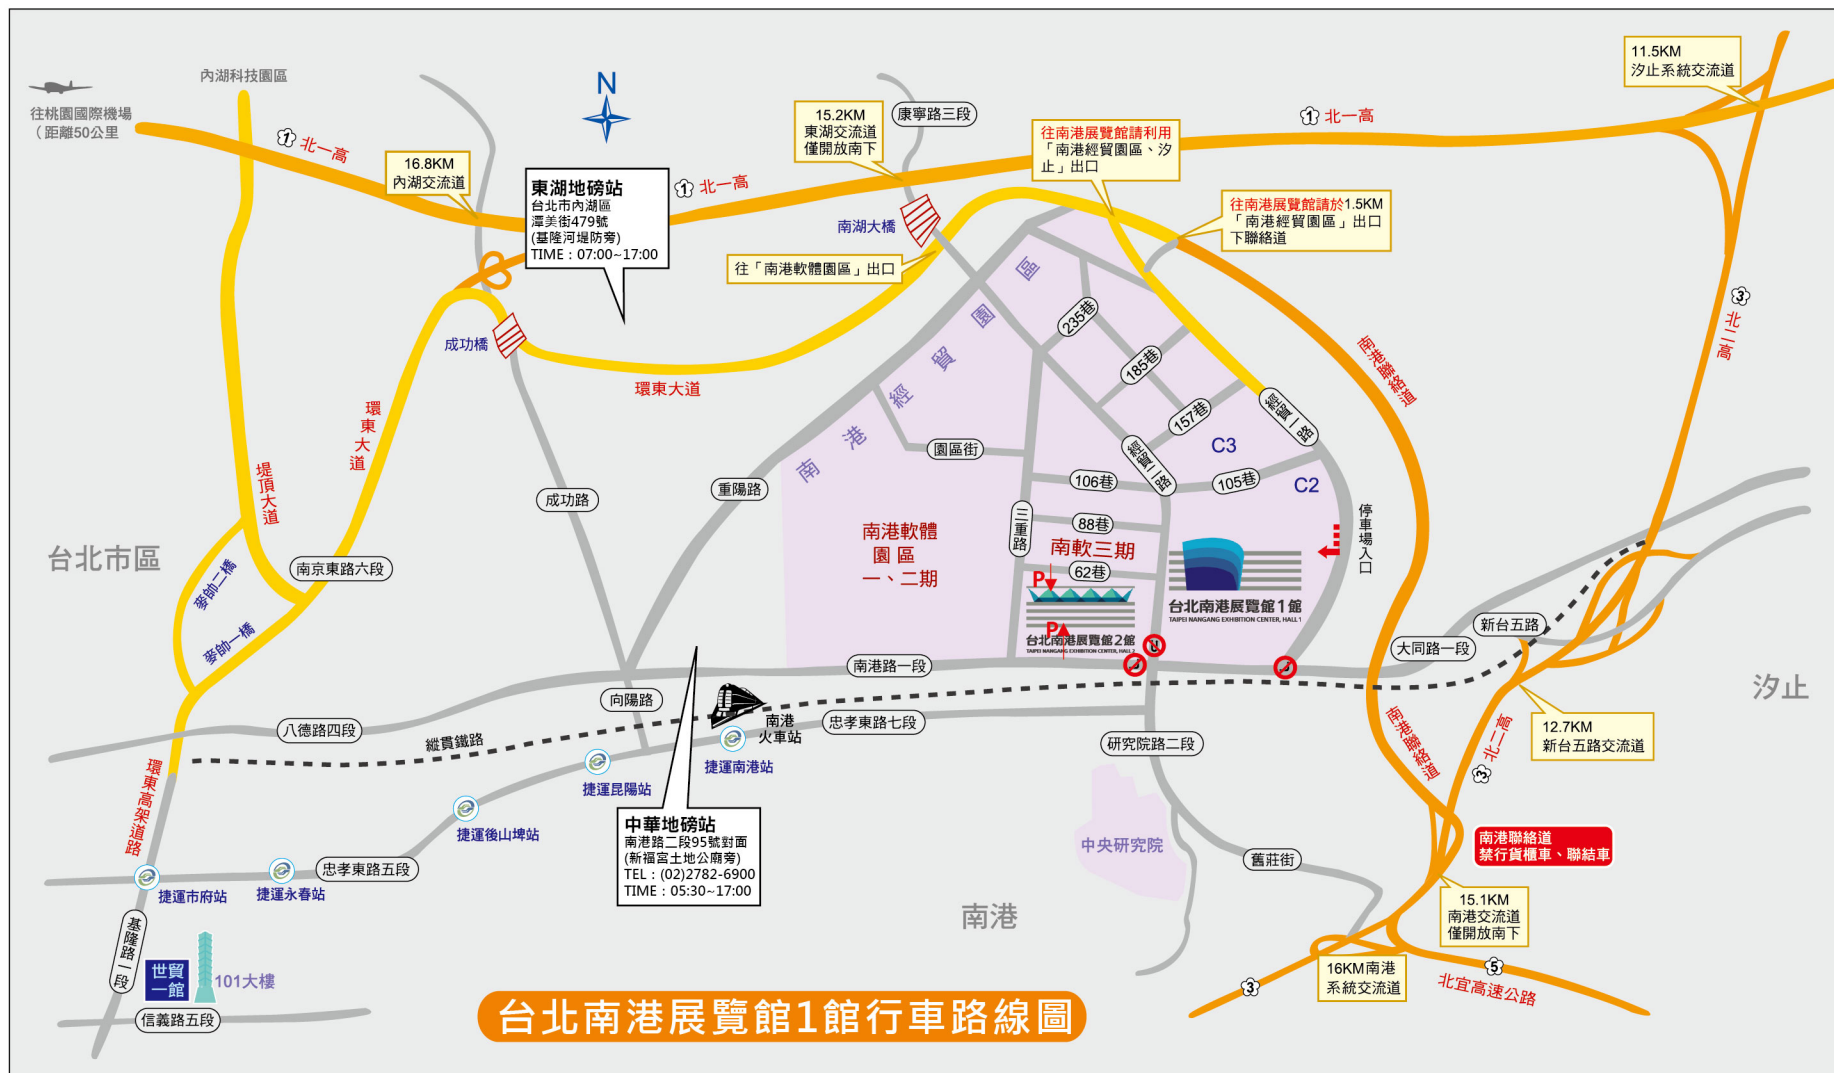 內湖科技園區
往桃園國際機場
（距離50公里
N
1
北一高
16.8KM
內湖交流道
東湖地磅站
台北市內湖區
潭美街479號
(基隆河堤防旁)
TIME：07:00~17:00
1
北一高
15.2KM
東湖交流道
僅開放南下
康寧路三段
往南港展覽館請利用
「南港經貿園區、汐
止」出口
1
北一高
11.5KM
汐止系統交流道
往南港展覽館請於1.5KM
「南港經貿園區」出口
下聯絡道
南湖大橋
往「南港軟體園區」出口
成功橋
環東大道
環東大道
堤頂大道
南港經貿園區
235巷
185巷
157巷
經貿一路
經貿二路
C3
C2
105巷
106巷
園區街
重陽路
成功路
三重路
88巷
62巷
南港軟體
園 區
一、二期
南軟三期
P
P
台北南港展覽館2館
TAIPEI NANGANG EXHIBITION CENTER, HALL 2
台北南港展覽館1館
TAIPEI NANGANG EXHIBITION CENTER, HALL 1
停車場入口
南港聯絡道
3
北二高
台北市區
麥帥二橋
麥帥一橋
南京東路六段
新台五路
大同路一段
汐止
南港路一段
向陽路
八德路四段
縱貫鐵路
南港
火車站
忠孝東路七段
研究院路二段
12.7KM
新台五路交流道
3
北二高
南港聯絡道
捷運南港站
捷運昆陽站
捷運後山埤站
環東高架道路
中華地磅站
南港路二段95號對面
(新福宮土地公廟旁)
TEL：(02)2782-6900
TIME：05:30~17:00
中央研究院
舊莊街
南港聯絡道
禁行貨櫃車、聯結車
15.1KM
南港交流道
僅開放南下
忠孝東路五段
捷運市府站
捷運永春站
南港
基隆路一段
世貿
一館
101大樓
信義路五段
16KM南港
系統交流道
3
5
北宜高速公路
台北南港展覽館1館行車路線圖